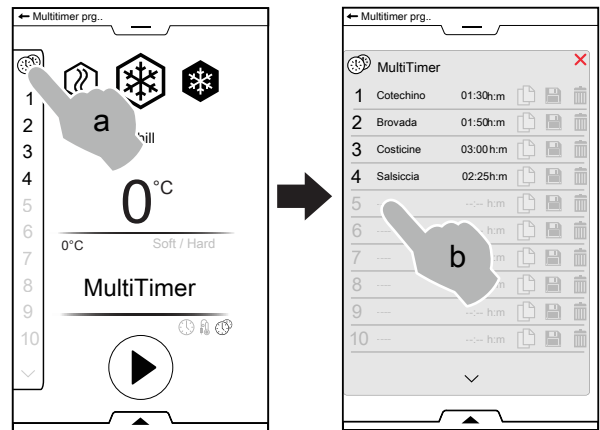 Multitimer prg..
1
2
3
4
5
6
7
8
9
10
a
0°C
0°C Soft / Hard
MultiTimer
Multitimer prg..
MultiTimer
1 Cotechino 01:30h:m
2 Brovada 01:50h:m
3 Costicine 03:00 h:m
4 Salsiccia 02:25h:m
5 ---- --:-- h:m
6 h:m
7
8
9 ---- --:-- h:m
10 ---- --:-- h:m
b